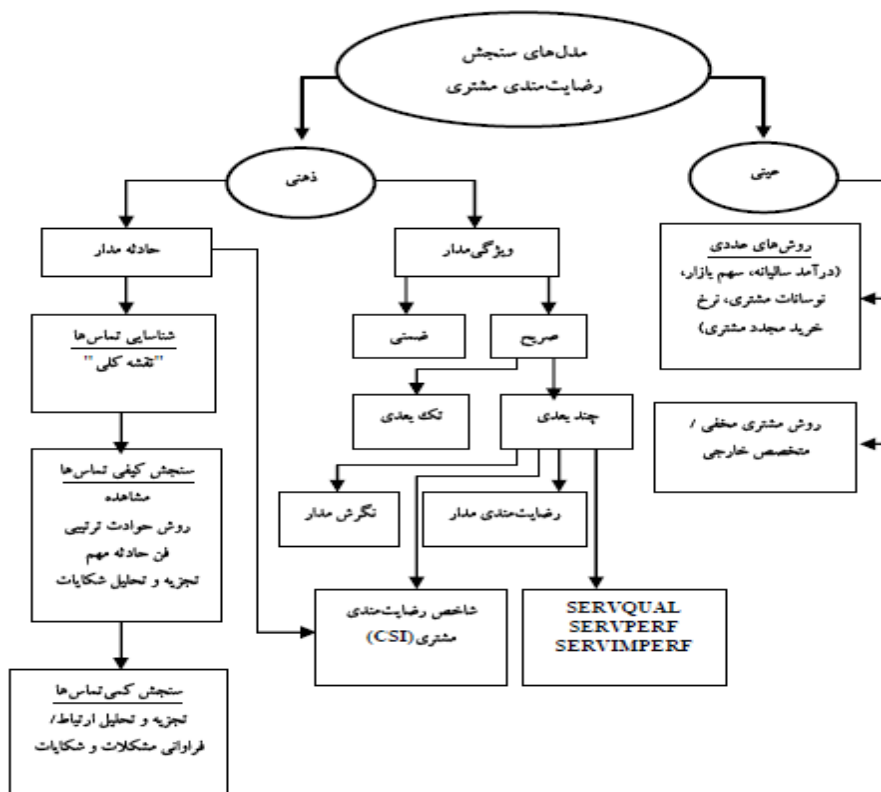 مدل‌های سنجش
رضایت‌مندی مشتری
عینی
ذهنی
روش‌های عددی
(درآمد سالیانه، سهم بازار،
نوسانات مشتری، نرخ
خرید مجدد مشتری)
روش مشتری مخفی /
متخصص خارجی
ویژگی‌مدار
حادثه مدار
صریح
ضمنی
چند بعدی
تک بعدی
رضایت‌مندی مدار
نگرش مدار
SERVQUAL
SERVPERF
SERVIMPERF
شاخص رضایت‌مندی
مشتری(CSI)
شناسایی تماس‌ها
"نقشه کلی"
سنجش کیفی تماس‌ها
مشاهده
روش حوادث ترتیبی
فن حادثه مهم
تجزیه و تحلیل شکایات
سنجش کمی تماس‌ها
تجزیه و تحلیل ارتباط/
فراوانی مشکلات و شکایات